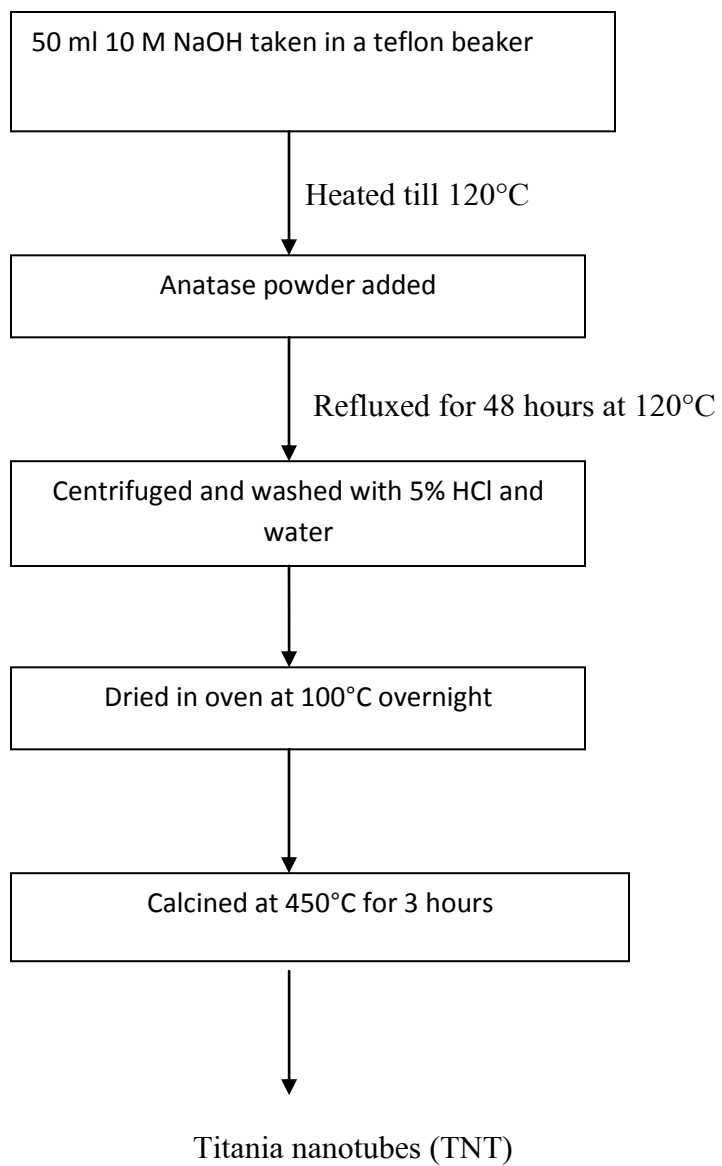 50 ml 10 M NaOH taken in a teflon beaker
Heated till 120°C
Anatase powder added
Refluxed for 48 hours at 120°C
Centrifuged and washed with 5% HCl and
water
Dried in oven at 100°C overnight
Calcined at 450°C for 3 hours
Titania nanotubes (TNT)